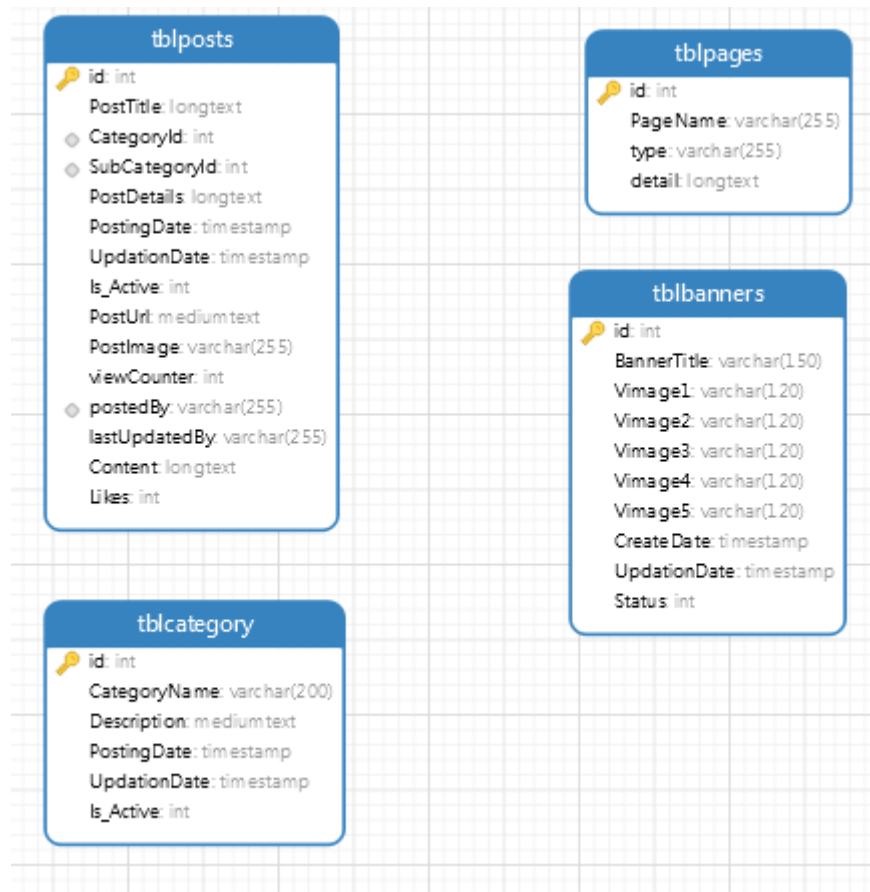 tblposts
id: int
PostTitle: longtext
CategoryId: int
SubCategoryId: int
PostDetails: longtext
PostingDate: timestamp
UpdationDate: timestamp
Is_Active: int
PostUrl: mediumtext
PostImage: varchar(255)
viewCounter: int
postedBy: varchar(255)
lastUpdatedBy: varchar(255)
Content: longtext
Likes: int
tblpages
id: int
PageName: varchar(255)
type: varchar(255)
detail: longtext
tblbanners
id: int
BannerTitle: varchar(150)
Vimage1: varchar(120)
Vimage2: varchar(120)
Vimage3: varchar(120)
Vimage4: varchar(120)
Vimage5: varchar(120)
CreateDate: timestamp
UpdationDate: timestamp
Status: int
tblcategory
id: int
CategoryName: varchar(200)
Description: mediumtext
PostingDate: timestamp
UpdationDate: timestamp
Is_Active: int